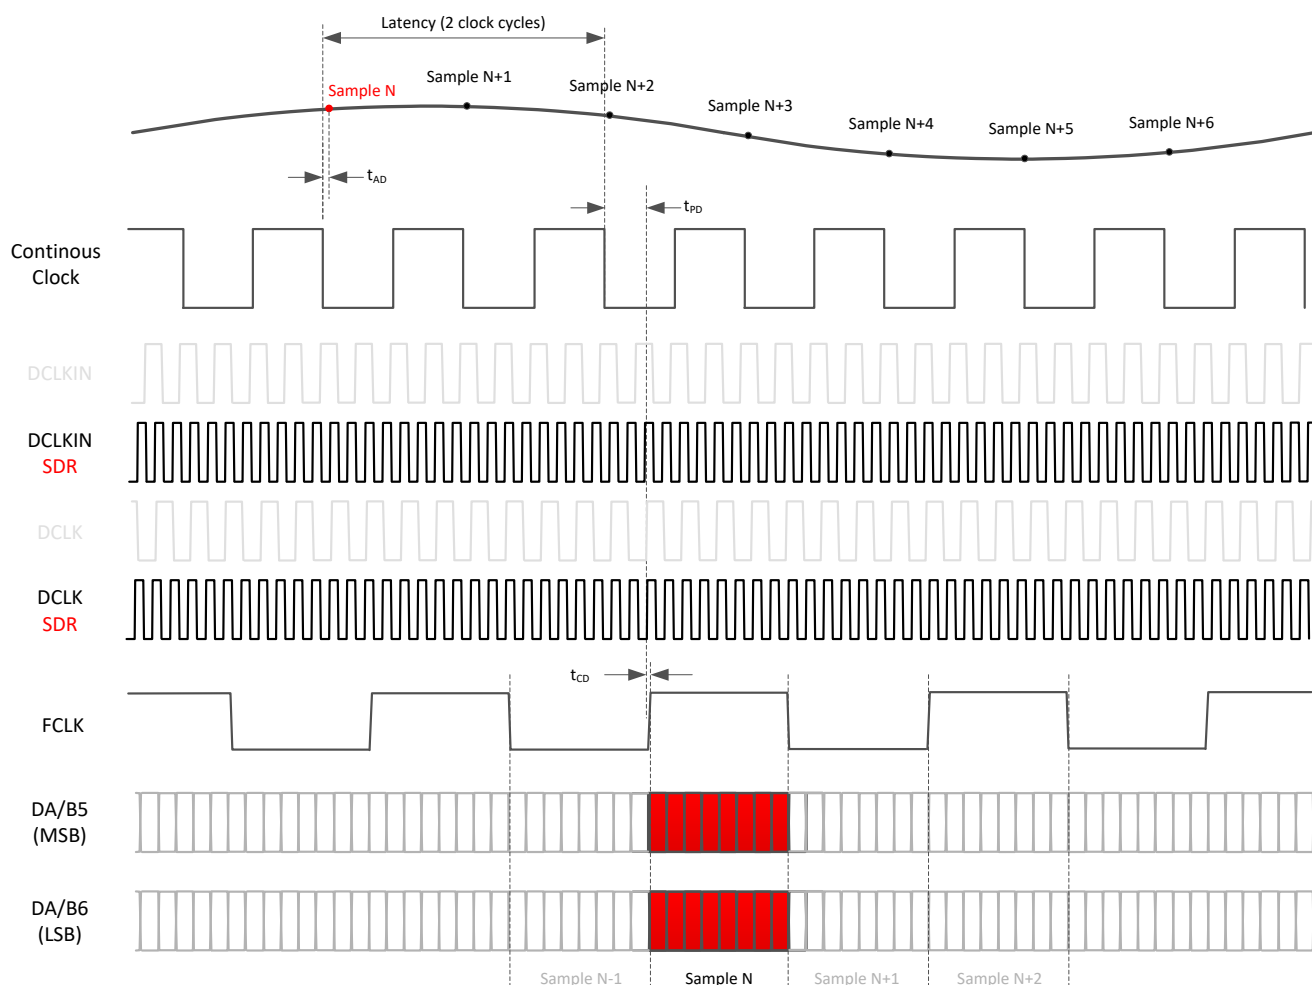 Latency (2 clock cycles)
Sample N
Sample N+1
Sample N+2
Sample N+3
Sample N+4
Sample N+5
Sample N+6
tAD
tPD
Continous
Clock
DCLKIN
DCLKIN
SDR
DCLK
DCLK
SDR
tCD
FCLK
DA/B5
(MSB)
DA/B6
(LSB)
Sample N-1
Sample N
Sample N+1
Sample N+2